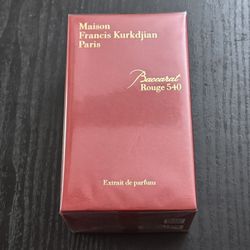 Maison
Francis Kurkdjian
Paris
Baccarat
Rouge 540
Extrait de parfum